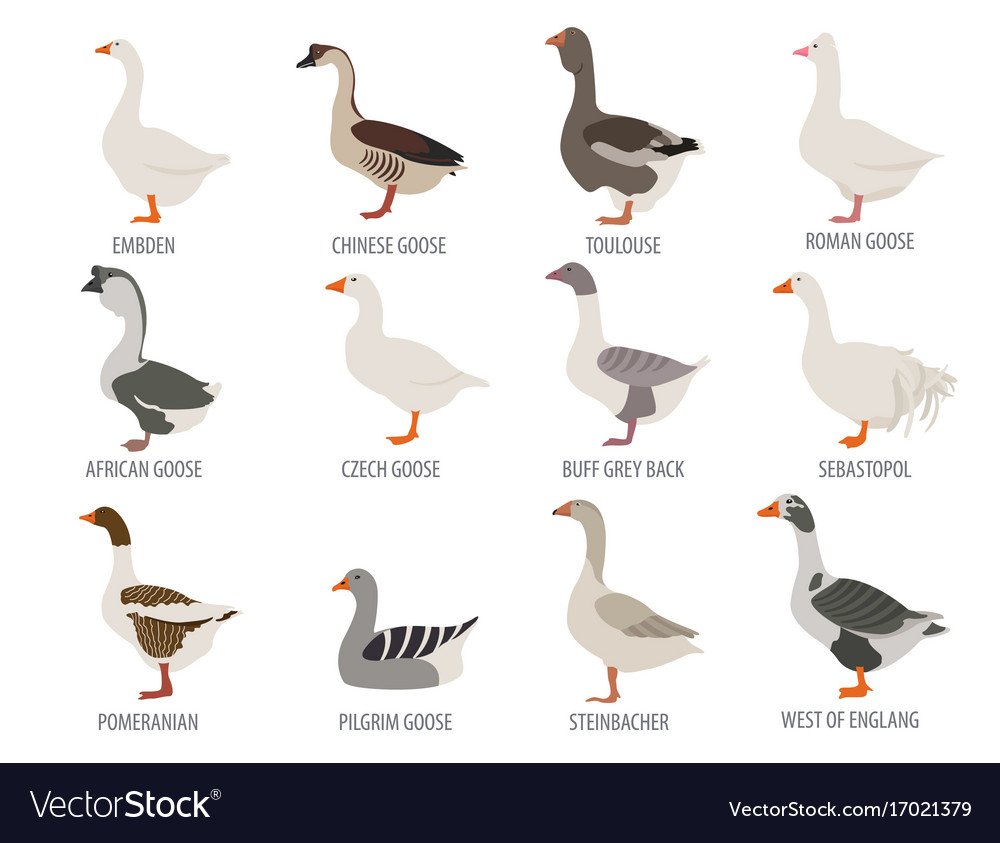 EMBDEN
CHINESE GOOSE
TOULOUSE
ROMAN GOOSE
AFRICAN GOOSE
CZECH GOOSE
BUFF GREY BACK
SEBASTOPOL
POMERANIAN
PILGRIM GOOSE
STEINBACHER
WEST OF ENGLANG
VectorStock®
VectorStock.com/17021379